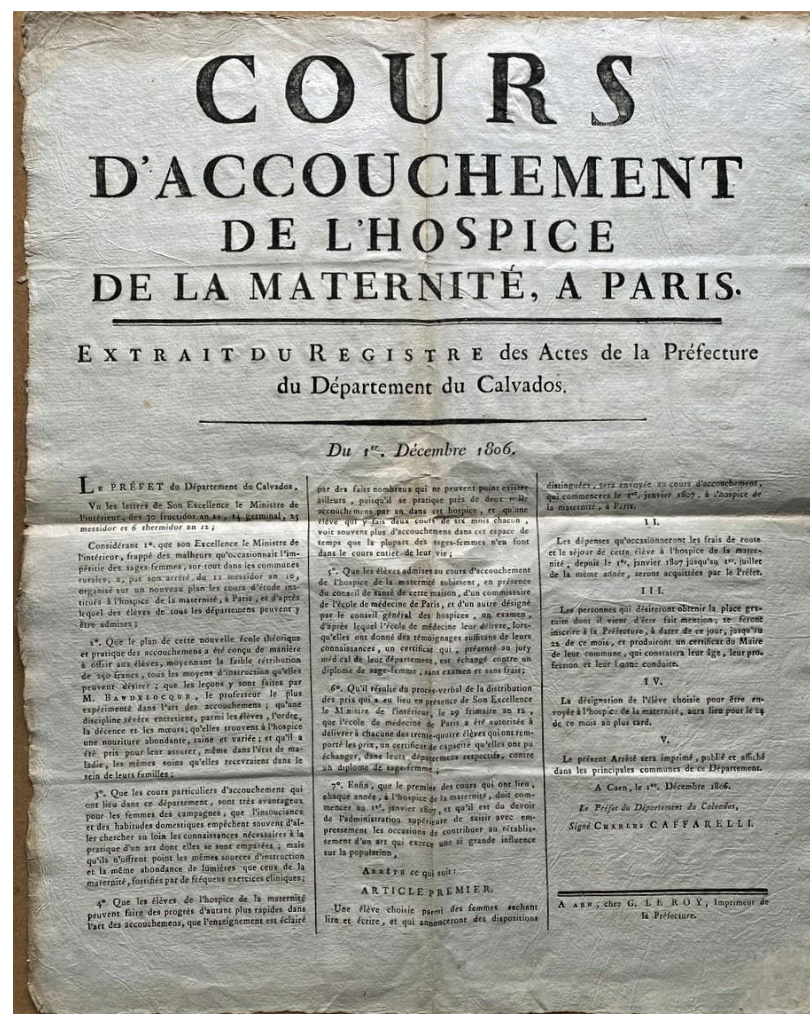 COURS
D'ACCOUCHEMENT
DE L'HOSPICE
DE LA MATERNITÉ, A PARIS.
EXTRAIT DU REGISTRE des Actes de la Préfecture
du Département du Calvados.
Du 1er. Décembre 1806.
LE PRÉFET du Département du Calvados,
Vu les lettres de Son Excellence le Ministre de
l'intérieur, des 30 fructidor an 11, 14 germinal, 25
messidor et 6 thermidor an 12;
Considérant 1°. que son Excellence le Ministre de
l'intérieur, frappé des malheurs qu'occasionnait l'im-
péritie des sages-femmes, sur-tout dans les communes
rurales, a, par son arrêté du 11 messidor an 10,
organisé sur un nouveau plan les cours d'étude ins-
titués à l'hospice de la maternité, à Paris, et d'après
lequel des élèves de tous les départemens peuvent y
être admises;
2°. Que le plan de cette nouvelle école théorique
et pratique des accouchemens a été conçu de manière
à offrir aux élèves, moyennant la faible rétribution
de 250 francs, tous les moyens d'instruction qu'elles
peuvent désirer; que les leçons y sont faites par
M. BAUDELOCQUE, le professeur le plus
expérimenté dans l'art des accouchemens; qu'une
discipline sévère entretient, parmi les élèves, l'ordre,
la décence et les mœurs; qu'elles trouvent à l'hospice
une nouriture abondante, saine et variée; et qu'il a
été pris pour leur assurer, même dans l'état de ma-
ladie, les mêmes soins qu'elles recevraient dans le
sein de leurs familles;
3°. Que les cours particuliers d'accouchement qui
ont lieu dans ce département, sont très avantageux
pour les femmes des campagnes, que l'insouciance
et des habitudes domestiques empêchent souvent d'al-
ler chercher au loin les connaissances nécessaires à la
pratique d'un art dont elles se sont emparées; mais
qu'ils n'offrent point les mêmes sources d'instruction
et la même abondance de lumières que ceux de la
maternité, fortifiés par de fréquens exercices cliniques;
4° Que les élèves de l'hospice de la maternité
peuvent faire des progrès d'autant plus rapides dans
l'art des accouchemens, que l'enseignement est éclairé
par des faits nombreux qui ne peuvent point exister
ailleurs, puisqu'il se pratique près de deux mille
accouchemens par an dans cet hospice, et qu'une
élève qui y fait deux cours de six mois chacun,
voit souvent plus d'accouchemens dans cet espace de
temps que la plupart des sages-femmes n'en font
dans le cours entier de leur vie;
5°. Que les élèves admises au cours d'accouchement
de l'hospice de la maternité subissent, en présence
du conseil de santé de cette maison, d'un commissaire
de l'école de médecine de Paris, et d'un autre désigné
par le conseil général des hospices, un examen,
d'après lequel l'école de médecine leur délivre, lors-
qu'elles ont donné des témoignages suffisans de leurs
connaissances, un certificat qui, présenté au jury
médical de leur département, est échangé contre un
diplome de sage-femme, sans examen et sans frais;
6°. Qu'il résulte du procès-verbal de la distribution
des prix qui a eu lieu en présence de Son Excellence
le Ministre de l'intérieur, le 29 frimaire an 12,
que l'école de médecine de Paris a été autorisée à
délivrer à chacune des trente-quatre élèves qui ont rem-
porté les prix, un certificat de capacité qu'elles ont pu
échanger, dans leurs départemens respectifs, contre
un diplome de sage-femme;
7°. Enfin, que le premier des cours qui ont lieu,
chaque année, à l'hospice de la maternité, doit com-
mencer au 1er. janvier 1807, et qu'il est du devoir
de l'administration supérieure de saisir avec em-
pressement les occasions de contribuer au rétablis-
sement d'un art qui exerce une si grande influence
sur la population,
ARRÊTE ce qui suit:
ARTICLE PREMIER.
Une élève choisie parmi des femmes sachant
lire et écrire, et qui annonceront des dispositions
distinguées, sera envoyée au cours d'accouchement,
qui commencera le 1er. janvier 1807, à l'hospice de
la maternité, à Paris.
II.
Les dépenses qu'occasionneront les frais de route
et le séjour de cette élève à l'hospice de la mater-
nité, depuis le 1er. janvier 1807 jusqu'au 1er. juillet
de la même année, seront acquittées par le Préfet.
III.
Les personnes qui désireront obtenir la place gra-
tuite dont il vient d'être fait mention, se feront
inscrire à la Préfecture, à dater de ce jour, jusqu'au
22 de ce mois, et produiront un certificat du Maire
de leur commune, qui constatera leur âge, leur pro-
fession et leur bonne conduite.
IV.
La désignation de l'élève choisie pour être en-
voyée à l'hospice de la maternité, aura lieu pour le 24
de ce mois au plus tard.
V.
Le présent Arrêté sera imprimé, publié et affiché
dans les principales communes de ce Département.
A Caen, le 1er. Décembre 1806.
Le Préfet du Département du Calvados,
Signé CHARLES CAFFARELLI.
A AEN, chez G. LE ROY, Imprimeur de
la Préfecture.